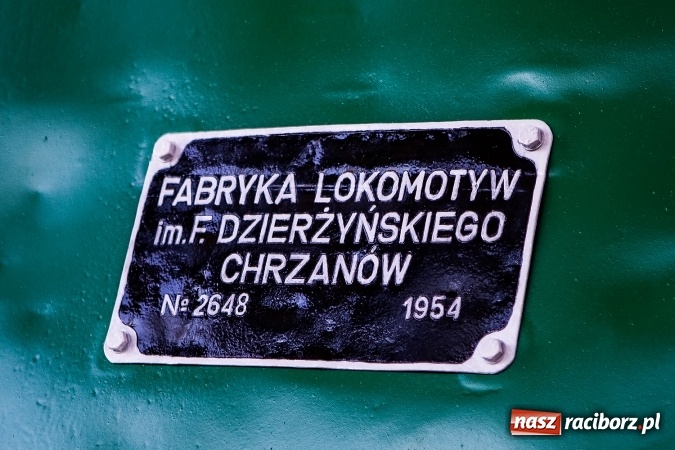 FABRYKA LOKOMOTYW
im. F. DZIERŻYŃSKIEGO
CHRZANÓW
Nº 2648 1954
nasz raciborz.pl